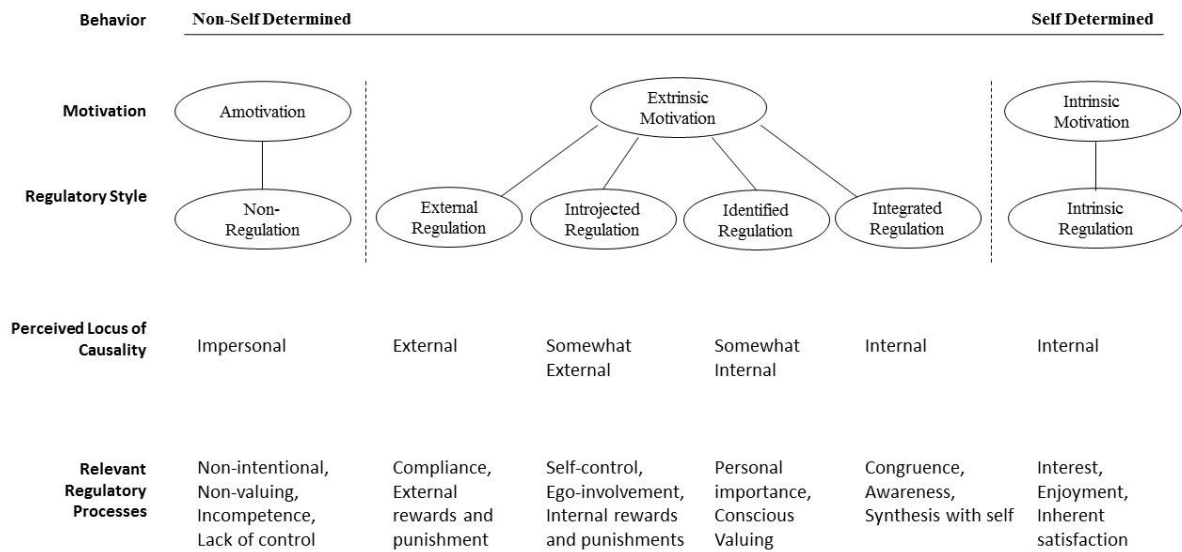 Behavior
Non-Self Determined
Self Determined
Motivation
Amotivation
Extrinsic
Motivation
Intrinsic
Motivation
Regulatory Style
Non-
Regulation
External
Regulation
Introjected
Regulation
Identified
Regulation
Integrated
Regulation
Intrinsic
Regulation
Perceived Locus of
Causality
Impersonal
External
Somewhat
External
Somewhat
Internal
Internal
Internal
Relevant
Regulatory
Processes
Non-intentional,
Non-valuing,
Incompetence,
Lack of control
Compliance,
External
rewards and
punishment
Self-control,
Ego-involvement,
Internal rewards
and punishments
Personal
importance,
Conscious
Valuing
Congruence,
Awareness,
Synthesis with self
Interest,
Enjoyment,
Inherent
satisfaction